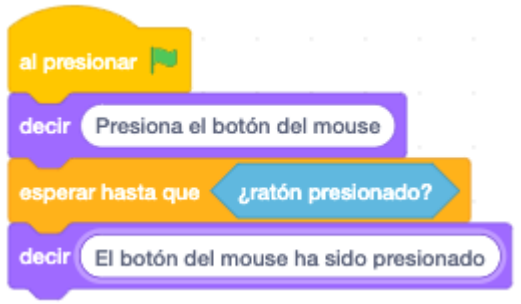 al presionar
decir Presiona el botón del mouse
esperar hasta que ¿ratón presionado?
decir El botón del mouse ha sido presionado